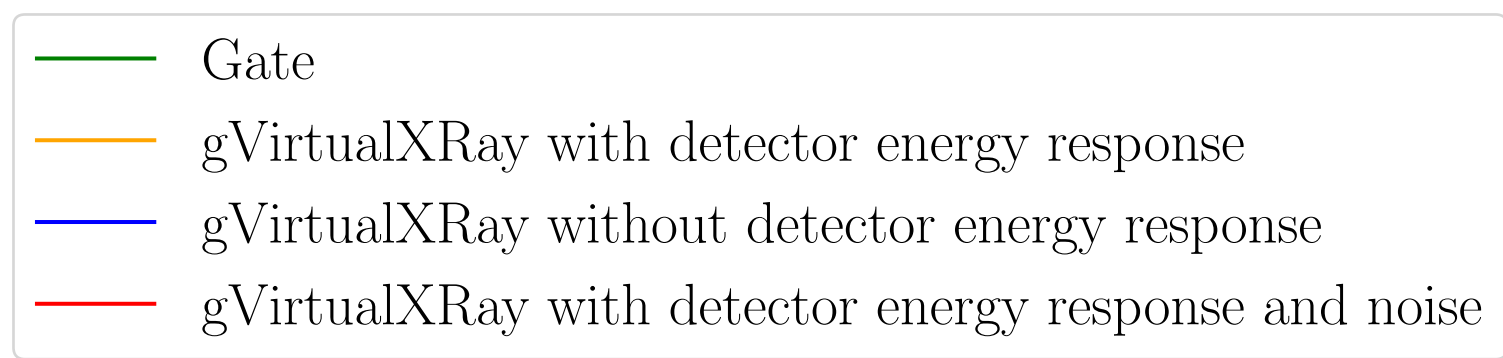 Gate
gVirtualXRay with detector energy response
gVirtualXRay without detector energy response
gVirtualXRay with detector energy response and noise